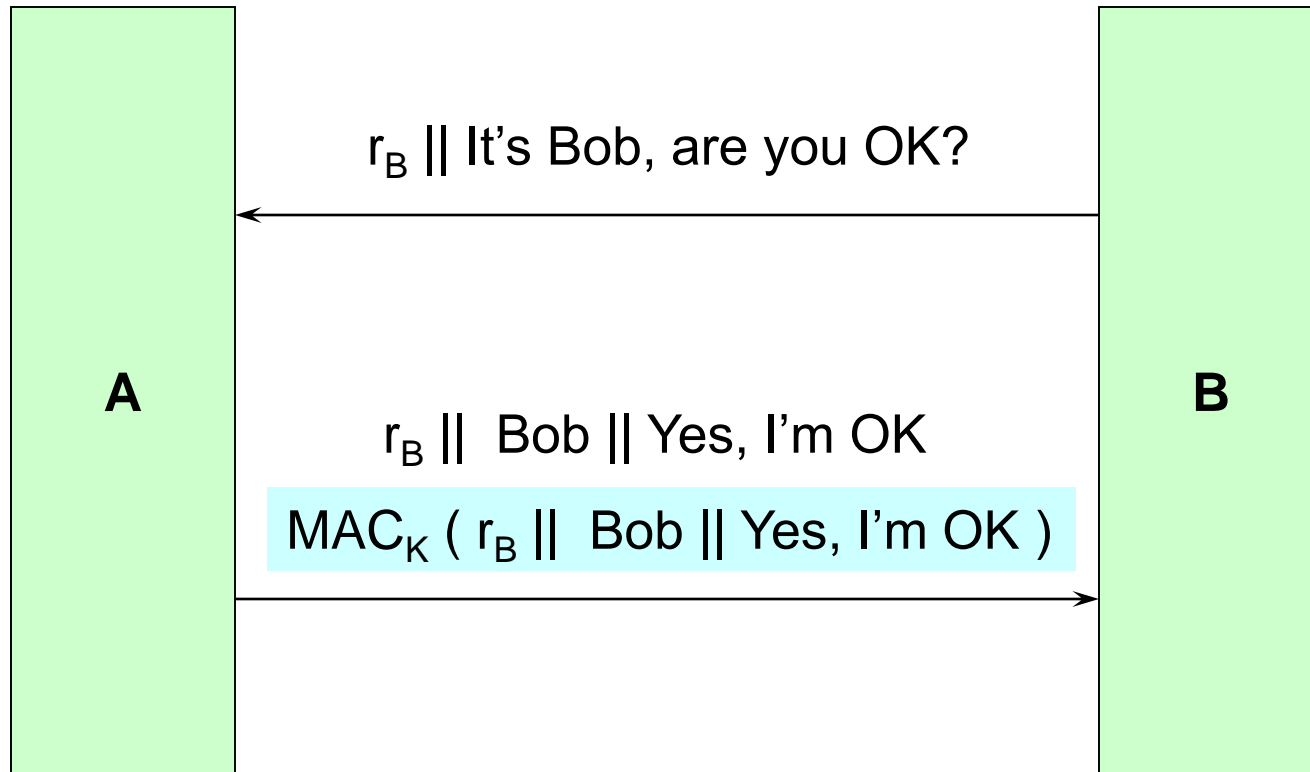 r_B || It’s Bob, are you OK?
A
B
r_B || Bob || Yes, I’m OK
MAC_K ( r_B || Bob || Yes, I’m OK )